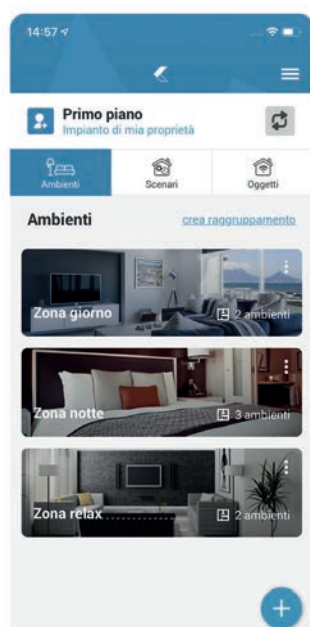 14:57
Primo piano
Impianto di mia proprietà
Ambienti
Scenari
Oggetti
Ambienti
crea raggruppamento
Zona giorno
2 ambienti
Zona notte
3 ambienti
Zona relax
2 ambienti